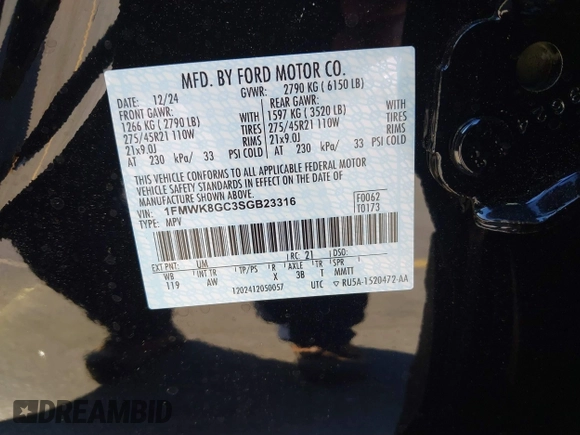 MFD. BY FORD MOTOR CO.
DATE: 12/24 GVWR: 2790 KG ( 6150 LB)
FRONT GAWR: REAR GAWR:
1266 KG ( 2790 LB) WITH 1597 KG ( 3520 LB) WITH
275/45R21 110W TIRES 275/45R21 110W TIRES
21x9.0J RIMS 21x9.0J RIMS
AT 230 kPa/ 33 PSI COLD AT 230 kPa/ 33 PSI COLD
THIS VEHICLE CONFORMS TO ALL APPLICABLE FEDERAL MOTOR
VEHICLE SAFETY STANDARDS IN EFFECT ON THE DATE OF
MANUFACTURE SHOWN ABOVE.
VIN: 1FMWK8GC3SGB23316 F0062
TYPE: MPV T0173
EXT PNT: UM RC: 21 DSO:
WB INT TR TP/PS R AXLE TR SPR
119 AW X 3B T MMTT
1202412050057 UTC ▽ RU5A-1520472-AA
DREAMBID